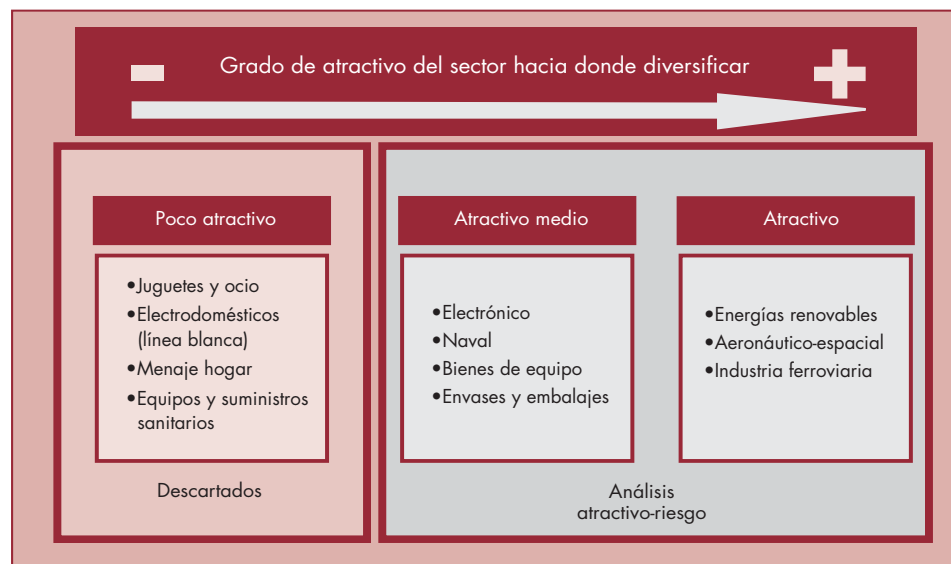 Grado de atractivo del sector hacia donde diversificar
Poco atractivo
•Juguetes y ocio
•Electrodomésticos
(línea blanca)
•Menaje hogar
•Equipos y suministros
sanitarios
Descartados
Atractivo medio
•Electrónico
•Naval
•Bienes de equipo
•Envases y embalajes
Atractivo
•Energías renovables
•Aeronáutico-espacial
•Industria ferroviaria
Análisis
atractivo-riesgo